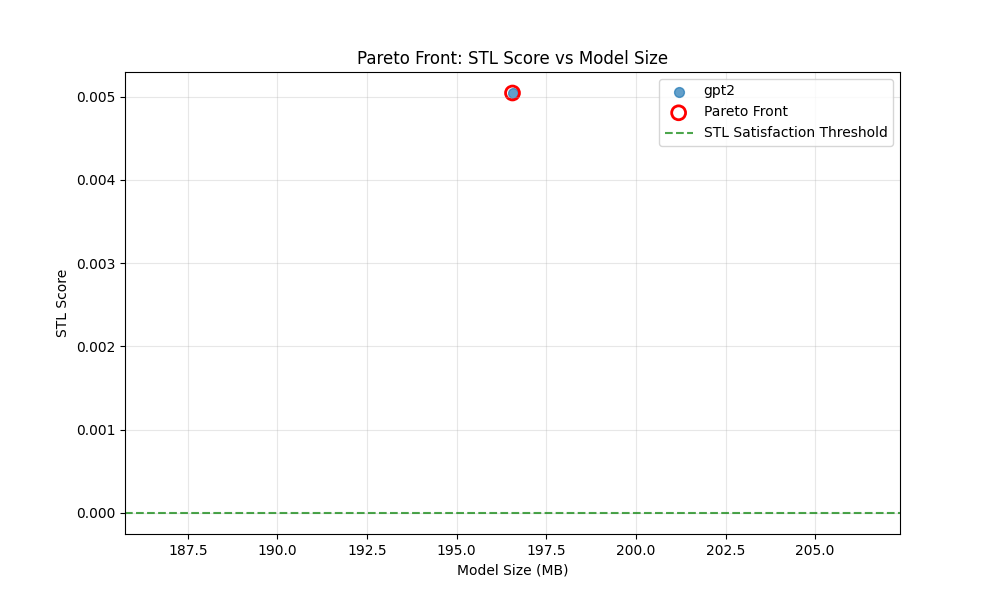 Pareto Front: STL Score vs Model Size
gpt2
Pareto Front
STL Satisfaction Threshold
0.005
0.004
0.003
0.002
0.001
0.000
STL Score
187.5 190.0 192.5 195.0 197.5 200.0 202.5 205.0
Model Size (MB)